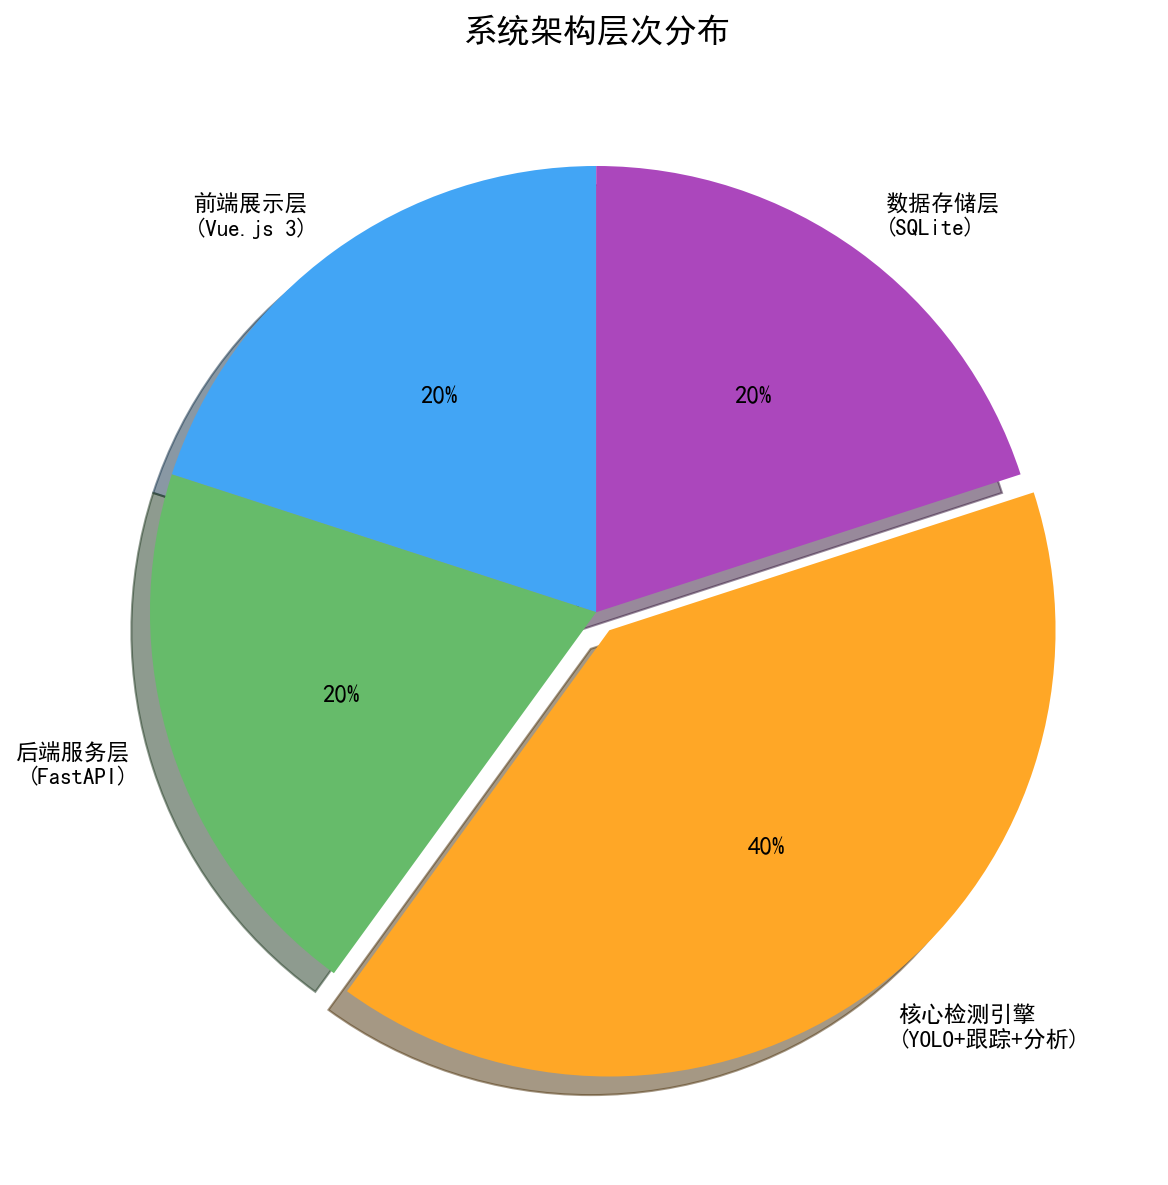 系统架构层次分布
前端展示层
(Vue.js 3)
数据存储层
(SQLite)
20%
20%
20%
后端服务层
(FastAPI)
40%
核心检测引擎
(YOLO+跟踪+分析)